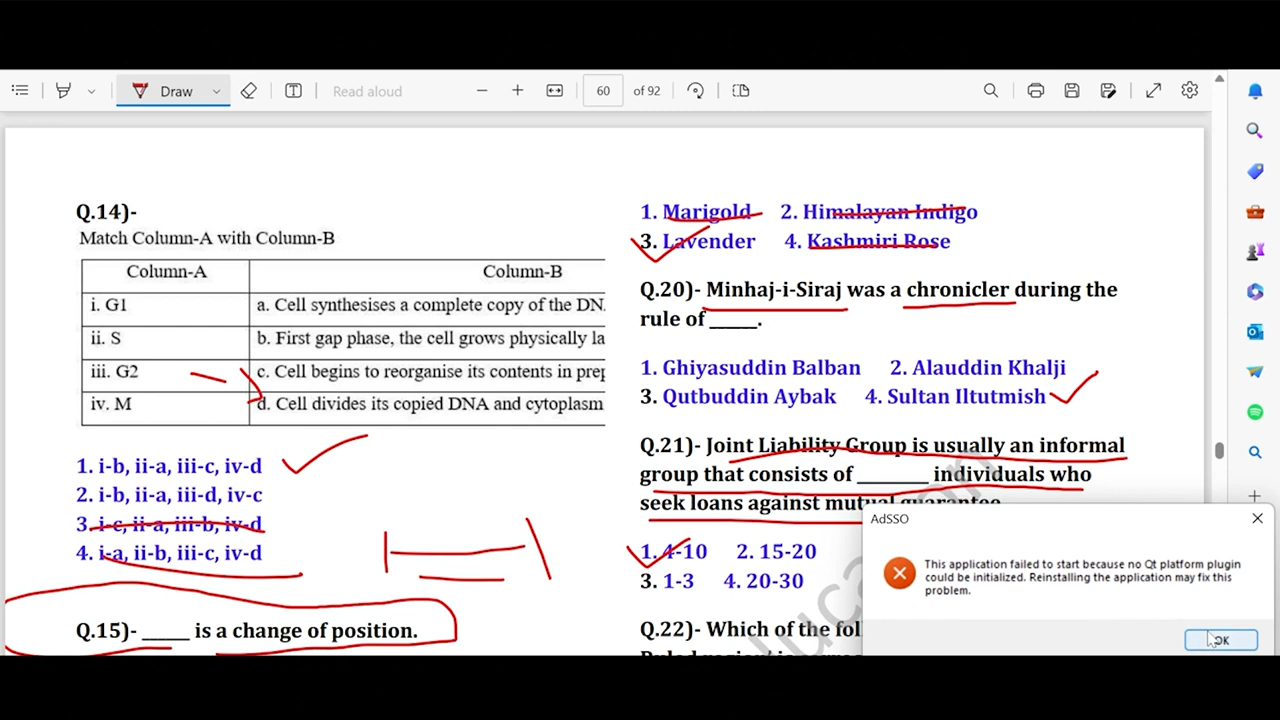 Draw
Read aloud
60 of 92
Q.14)-
Match Column-A with Column-B
Column-A Column-B
i. G1 a. Cell synthesises a complete copy of the DN
ii. S b. First gap phase, the cell grows physically la
iii. G2 c. Cell begins to reorganise its contents in prep
iv. M d. Cell divides its copied DNA and cytoplasm
1. i-b, ii-a, iii-c, iv-d
2. i-b, ii-a, iii-d, iv-c
3. i-c, ii-a, iii-b, iv-d
4. i-a, ii-b, iii-c, iv-d
Q.15)- _____ is a change of position.
1. Marigold 2. Himalayan Indigo
3. Lavender 4. Kashmiri Rose
Q.20)- Minhaj-i-Siraj was a chronicler during the
rule of _____.
1. Ghiyasuddin Balban 2. Alauddin Khalji
3. Qutbuddin Aybak 4. Sultan Iltutmish
Q.21)- Joint Liability Group is usually an informal
group that consists of _______ individuals who
seek loans against mutual guarantee.
1. 4-10 2. 15-20
3. 1-3 4. 20-30
Q.22)- Which of the fol
AdSSO
This application failed to start because no Qt platform plugin
could be initialized. Reinstalling the application may fix this
problem.
OK